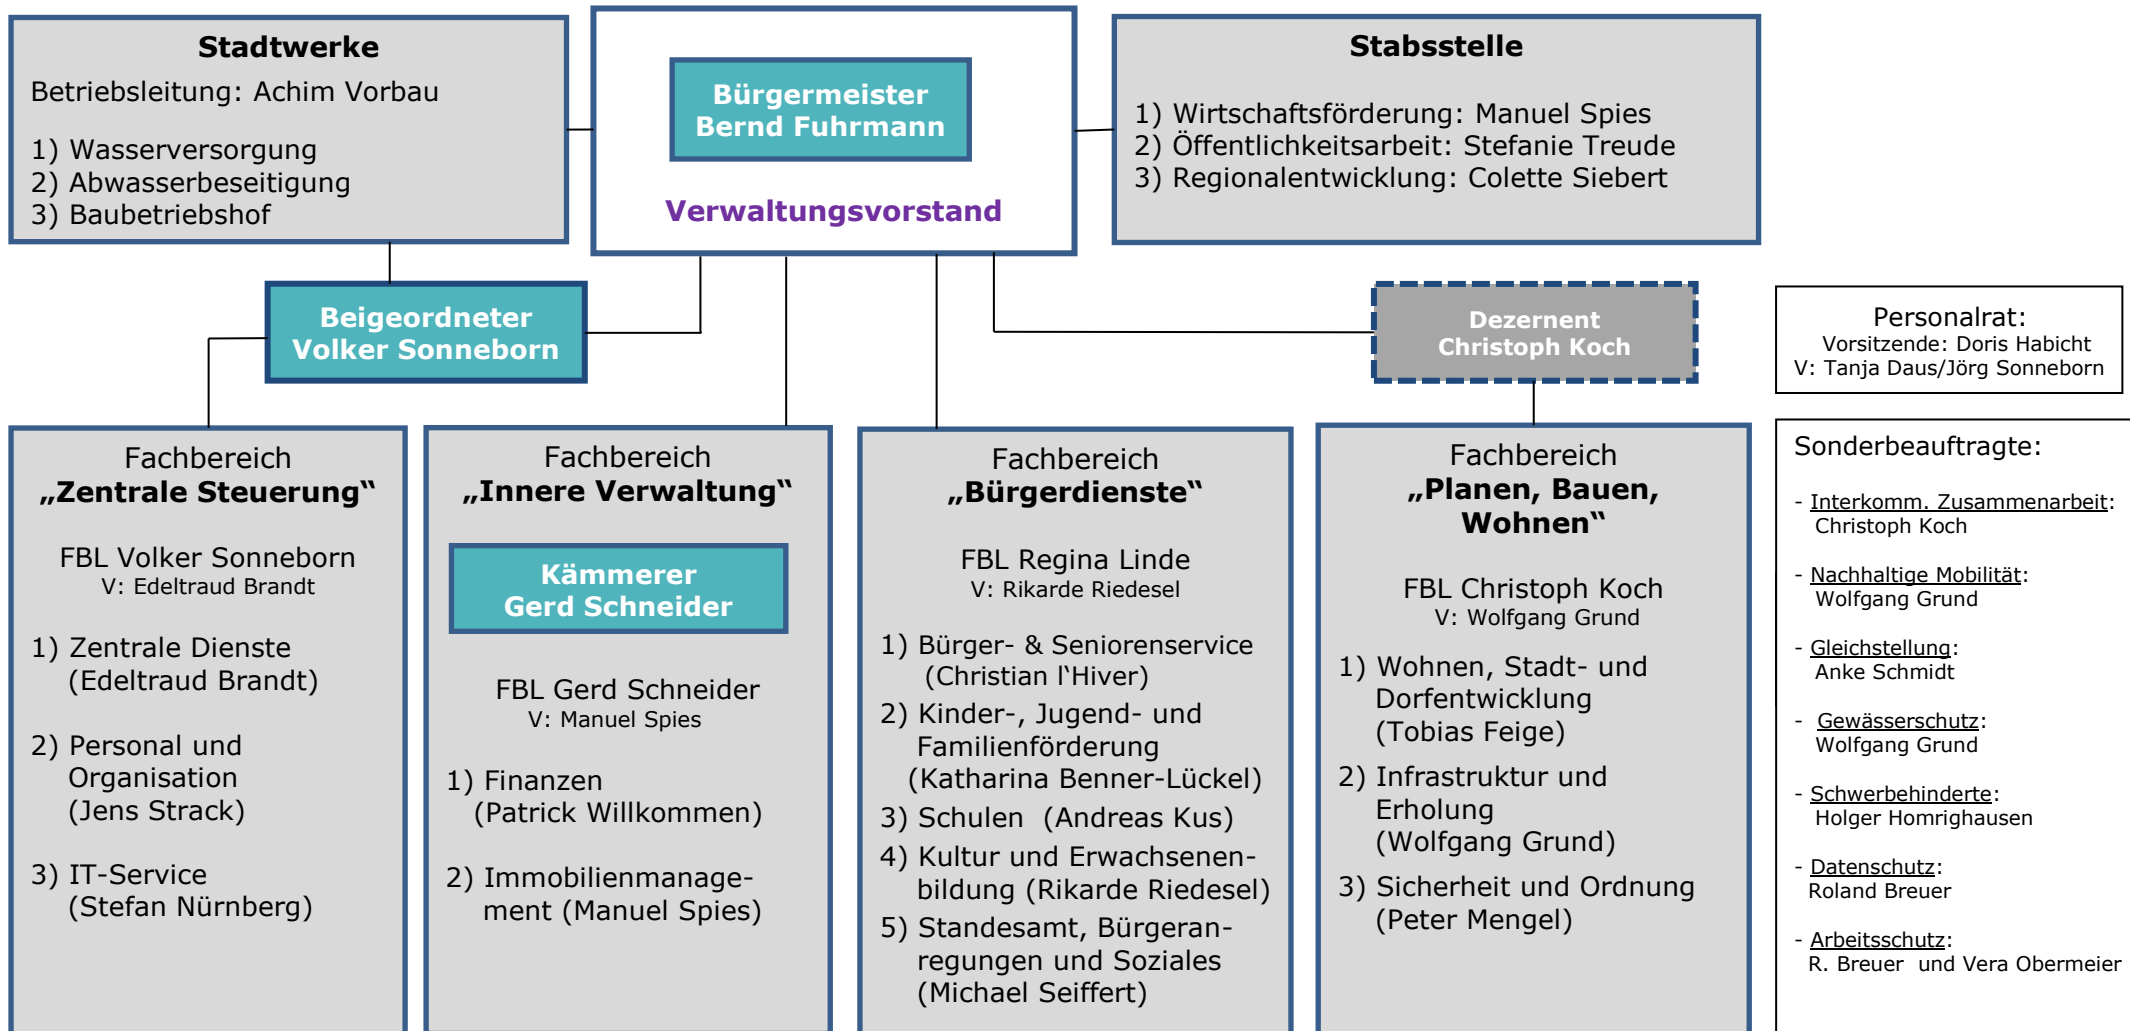 Stadtwerke
Betriebsleitung: Achim Vorbau
1) Wasserversorgung
2) Abwasserbeseitigung
3) Baubetriebshof
Bürgermeister
Bernd Fuhrmann
Verwaltungsvorstand
Stabsstelle
1) Wirtschaftsförderung: Manuel Spies
2) Öffentlichkeitsarbeit: Stefanie Treude
3) Regionalentwicklung: Colette Siebert
Beigeordneter
Volker Sonneborn
Dezernent
Christoph Koch
Personalrat:
Vorsitzende: Doris Habicht
V: Tanja Daus/Jörg Sonneborn
Fachbereich
„Zentrale Steuerung“
FBL Volker Sonneborn
V: Edeltraud Brandt
1) Zentrale Dienste
(Edeltraud Brandt)
2) Personal und
Organisation
(Jens Strack)
3) IT-Service
(Stefan Nürnberg)
Fachbereich
„Innere Verwaltung“
Kämmerer
Gerd Schneider
FBL Gerd Schneider
V: Manuel Spies
1) Finanzen
(Patrick Willkommen)
2) Immobilienmanage-
ment (Manuel Spies)
Fachbereich
„Bürgerdienste“
FBL Regina Linde
V: Rikarde Riedesel
1) Bürger- & Seniorenservice
(Christian l‘Hiver)
2) Kinder-, Jugend- und
Familienförderung
(Katharina Benner-Lückel)
3) Schulen (Andreas Kus)
4) Kultur und Erwachsenen-
bildung (Rikarde Riedesel)
5) Standesamt, Bürgeran-
regungen und Soziales
(Michael Seiffert)
Fachbereich
„Planen, Bauen,
Wohnen“
FBL Christoph Koch
V: Wolfgang Grund
1) Wohnen, Stadt- und
Dorfentwicklung
(Tobias Feige)
2) Infrastruktur und
Erholung
(Wolfgang Grund)
3) Sicherheit und Ordnung
(Peter Mengel)
Sonderbeauftragte:
- Interkomm. Zusammenarbeit:
Christoph Koch
- Nachhaltige Mobilität:
Wolfgang Grund
- Gleichstellung:
Anke Schmidt
- Gewässerschutz:
Wolfgang Grund
- Schwerbehinderte:
Holger Homrighausen
- Datenschutz:
Roland Breuer
- Arbeitsschutz:
R. Breuer und Vera Obermeier